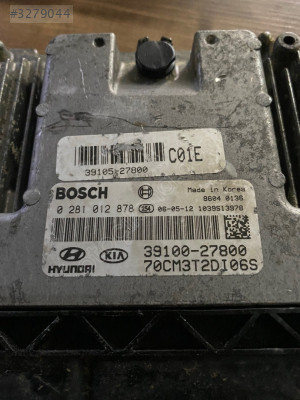 #3279044
C01E
39105-27800
BOSCH
Made in Korea
8604 0136
0 281 012 878 06-05-12 1039S13976
HYUNDAI KIA 39100-27800
70CM3T2DI06S